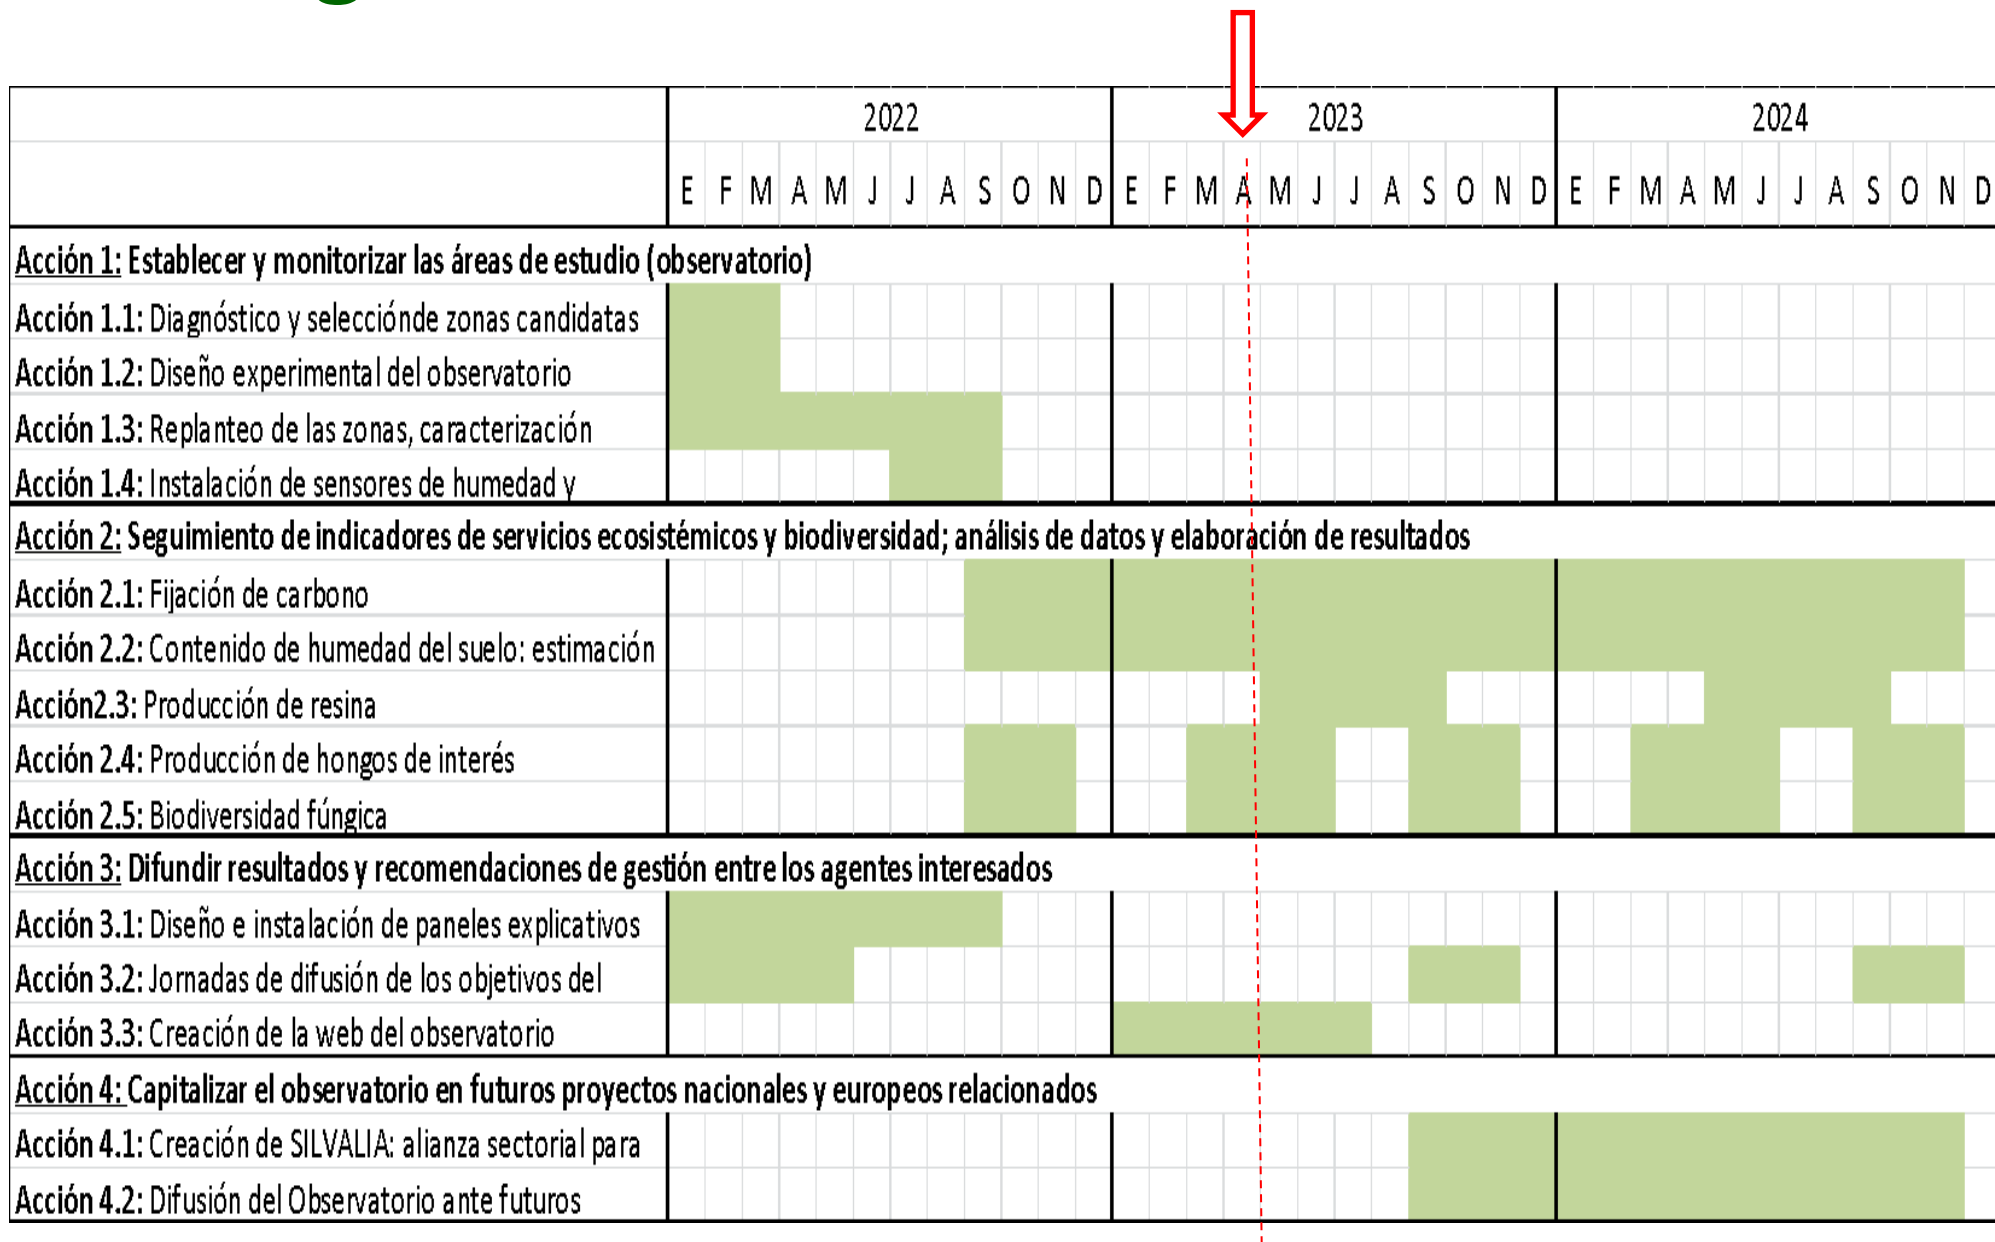 2022 2023 2024
E F M A M J J A S O N D E F M A M J J A S O N D E F M A M J J A S O N D
Acción 1: Establecer y monitorizar las áreas de estudio (observatorio)
Acción 1.1: Diagnóstico y selecciónde zonas candidatas
Acción 1.2: Diseño experimental del observatorio
Acción 1.3: Replanteo de las zonas, caracterización
Acción 1.4: Instalación de sensores de humedad y
Acción 2: Seguimiento de indicadores de servicios ecosistémicos y biodiversidad; análisis de datos y elaboración de resultados
Acción 2.1: Fijación de carbono
Acción 2.2: Contenido de humedad del suelo: estimación
Acción2.3: Producción de resina
Acción 2.4: Producción de hongos de interés
Acción 2.5: Biodiversidad fúngica
Acción 3: Difundir resultados y recomendaciones de gestión entre los agentes interesados
Acción 3.1: Diseño e instalación de paneles explicativos
Acción 3.2: Jornadas de difusión de los objetivos del
Acción 3.3: Creación de la web del observatorio
Acción 4: Capitalizar el observatorio en futuros proyectos nacionales y europeos relacionados
Acción 4.1: Creación de SILVALIA: alianza sectorial para
Acción 4.2: Difusión del Observatorio ante futuros